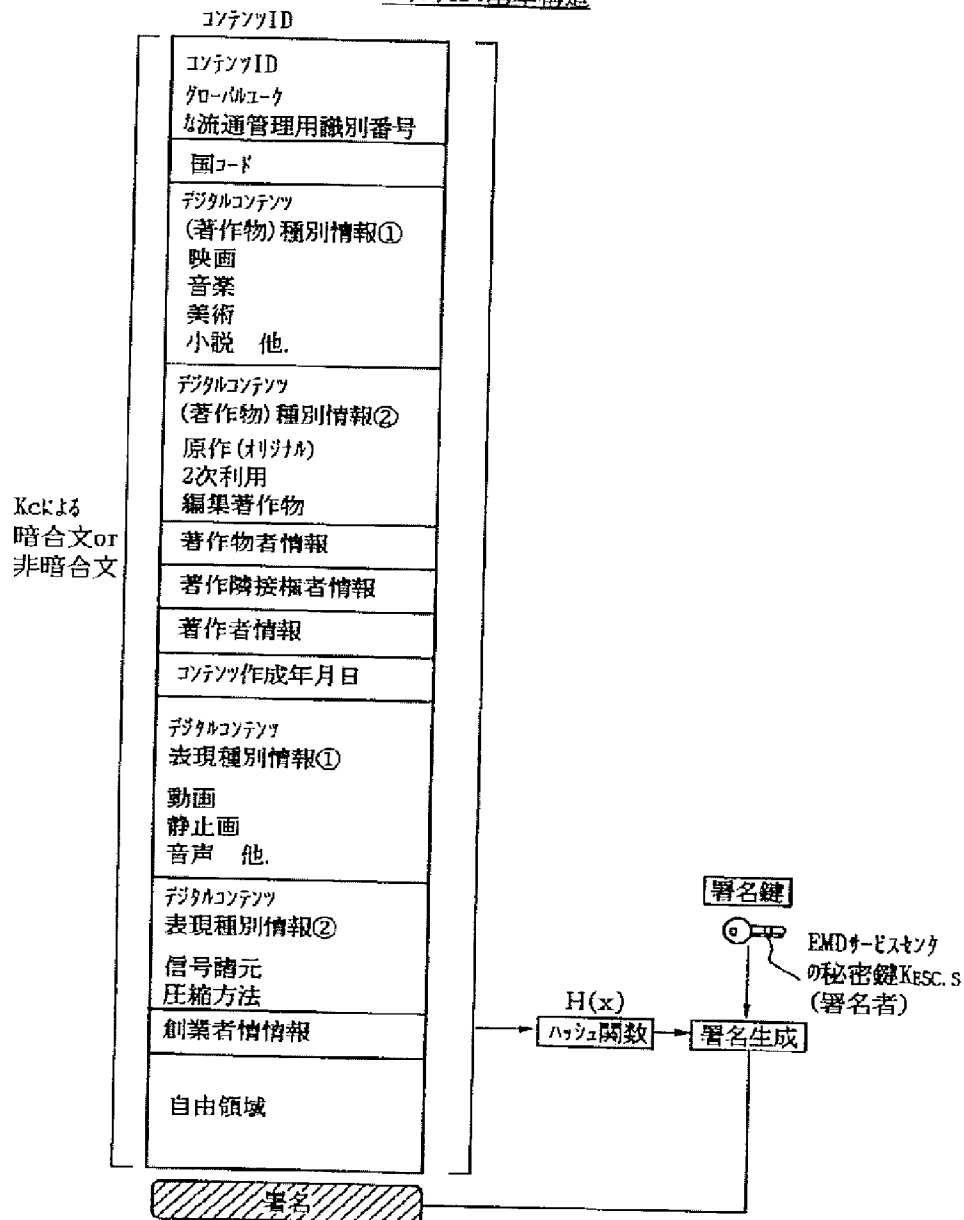 コンテンツID
コンテンツID
グローバルユーク
な流通管理用識別番号
国コード
デジタルコンテンツ
(著作物)種別情報①
映画
音楽
美術
小説 他.
デジタルコンテンツ
(著作物)種別情報②
原作(オリジナル)
2次利用
編集著作物
著作物者情報
著作隣接権者情報
著作者情報
コンテンツ作成年月日
デジタルコンテンツ
表現種別情報①
動画
静止画
音声 他.
デジタルコンテンツ
表現種別情報②
信号諸元
圧縮方法
創業者情情報
自由領域
署名
Kcによる
暗合文or
非暗合文
H(x)
ハッシュ関数
署名生成
署名鍵
EMDサービスセンタ
の秘密鍵KESC.S
(署名者)